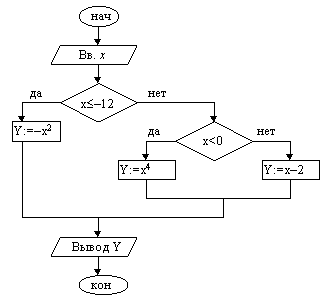 нач
Вв. x
да
x≤–12
нет
Y:=–x²
да
x<0
нет
Y:=x⁴
Y:=x–2
Вывод Y
кон